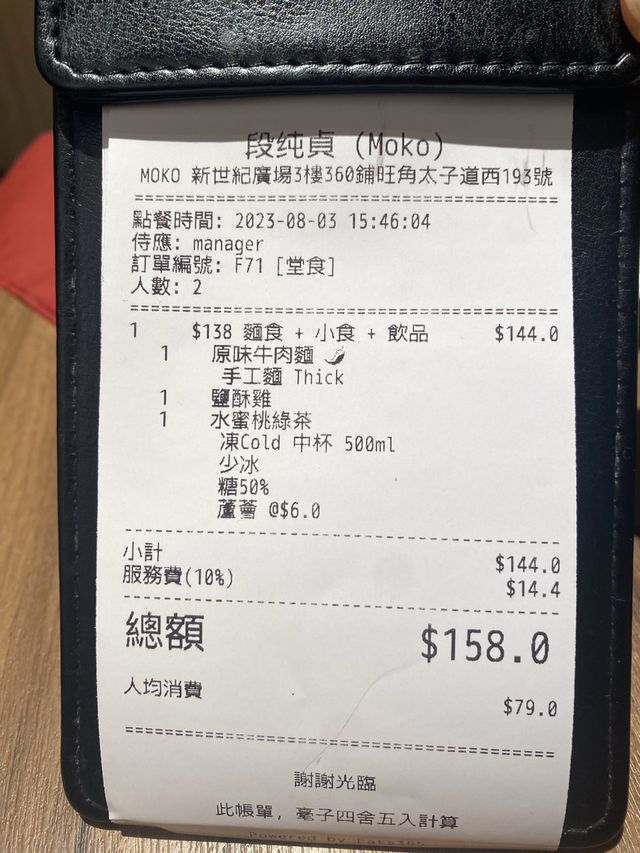 段纯貞 (Moko)
MOKO 新世紀廣場3樓360鋪旺角太子道西193號
點餐時間: 2023-08-03 15:46:04
侍應: manager
訂單編號: F71 [堂食]
人數: 2
1 $138 麵食 + 小食 + 飲品 $144.0
1 原味牛肉麵 🌶
手工麵 Thick
1 鹽酥雞
1 水蜜桃綠茶
凍Cold 中杯 500ml
少冰
糖50%
蘆薈 @$6.0
小計 $144.0
服務費(10%) $14.4
總額 $158.0
人均消費 $79.0
謝謝光臨
此帳單, 毫子四舍五入計算
Powered by